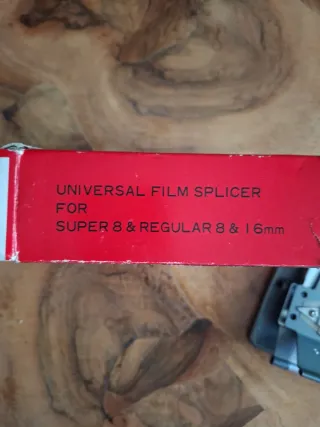 UNIVERSAL FILM SPLICER
FOR
SUPER 8 & REGULAR 8 & 16mm